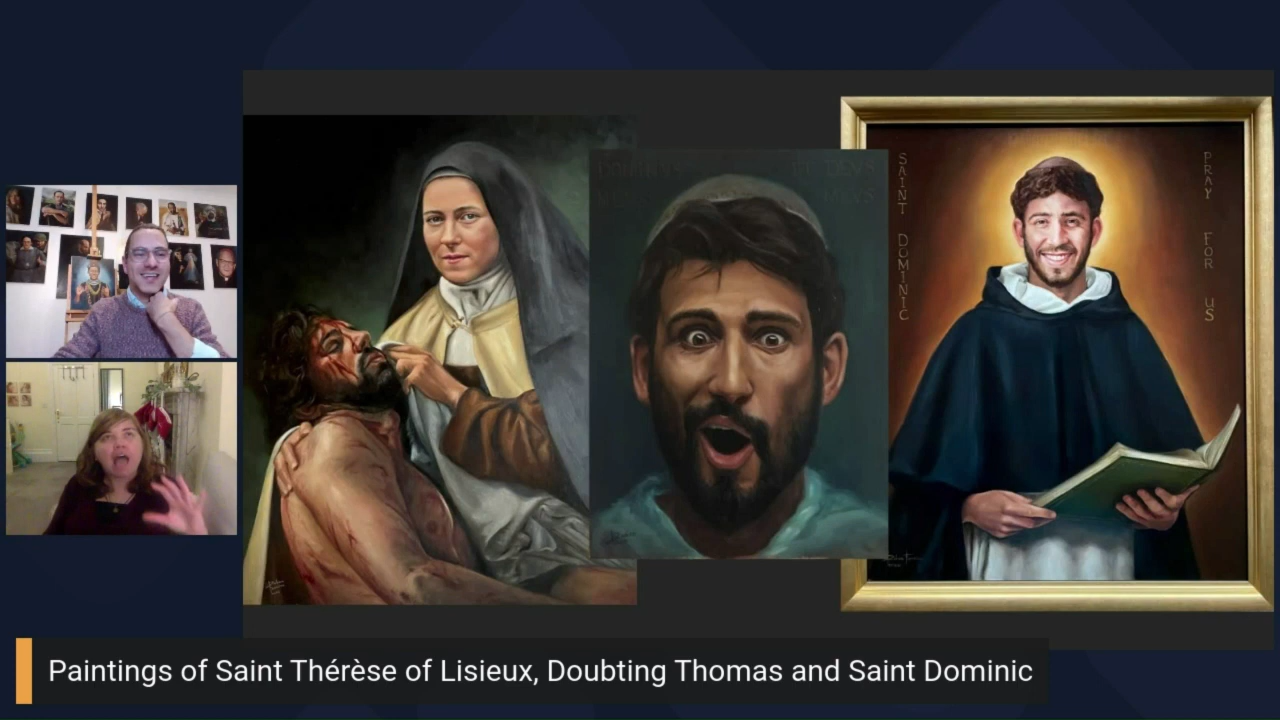 SAINT DOMINIC
PRAY FOR US
Paintings of Saint Thérèse of Lisieux, Doubting Thomas and Saint Dominic